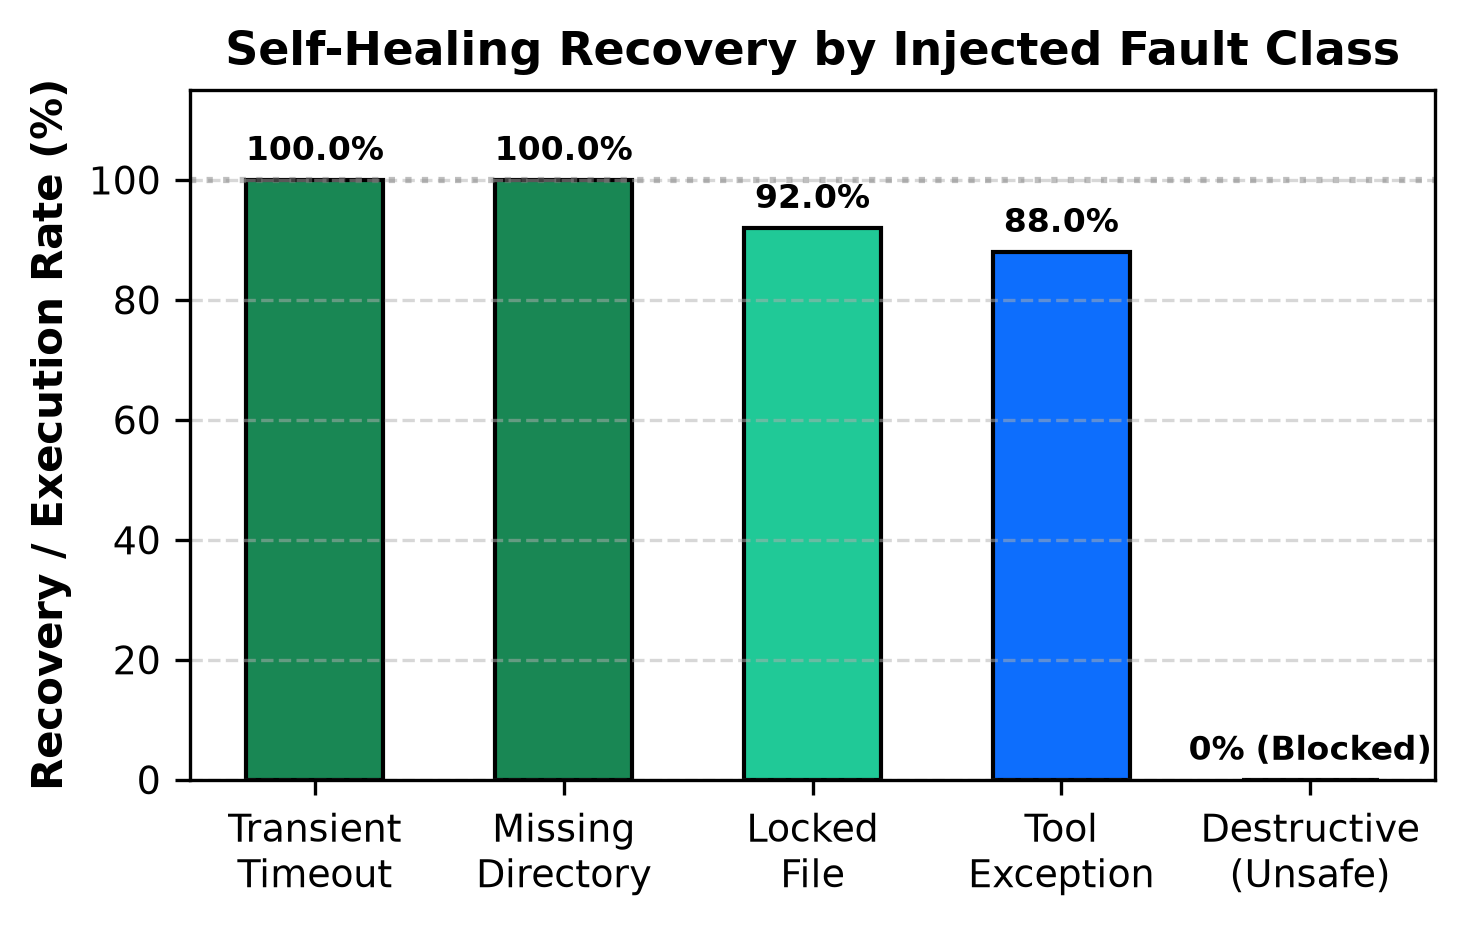 Self-Healing Recovery by Injected Fault Class
Recovery / Execution Rate (%)
100
80
60
40
20
0
100.0%
100.0%
92.0%
88.0%
0% (Blocked)
Transient
Timeout
Missing
Directory
Locked
File
Tool
Exception
Destructive
(Unsafe)